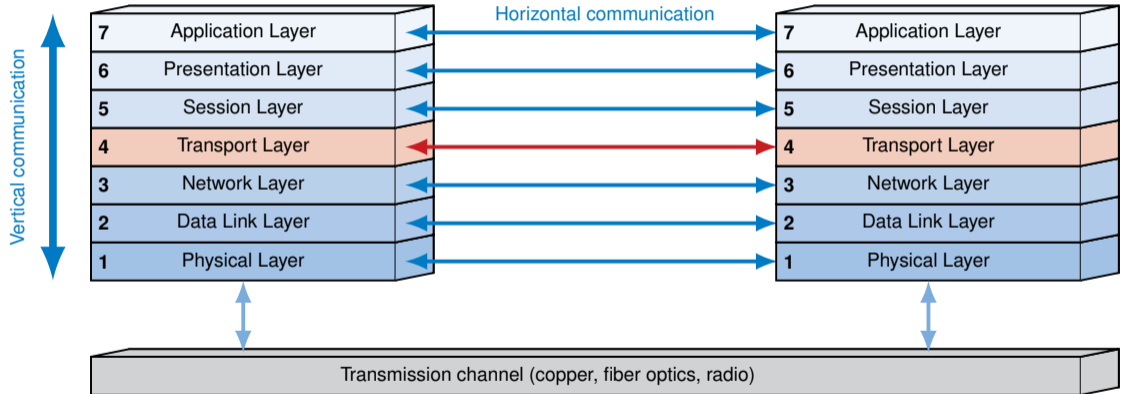 Horizontal communication
Vertical communication
7 Application Layer
6 Presentation Layer
5 Session Layer
4 Transport Layer
3 Network Layer
2 Data Link Layer
1 Physical Layer
7 Application Layer
6 Presentation Layer
5 Session Layer
4 Transport Layer
3 Network Layer
2 Data Link Layer
1 Physical Layer
Transmission channel (copper, fiber optics, radio)